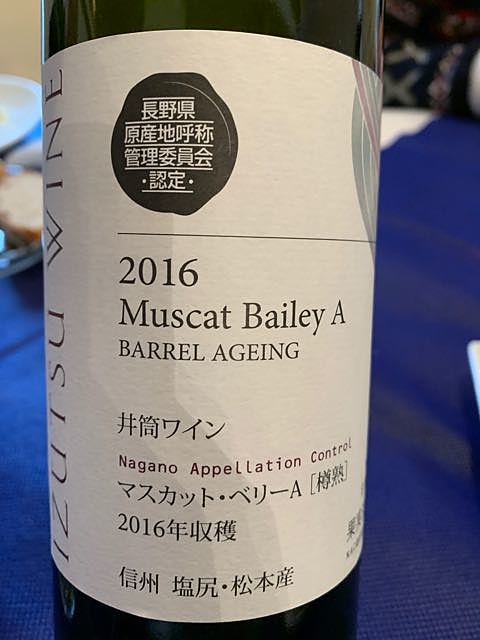 IZUTSU WINE
長野県
原産地呼称
管理委員会
・認定・
2016
Muscat Bailey A
BARREL AGEING
井筒ワイン
Nagano Appellation Control
マスカット・ベリーA［樽熟］
2016年収穫
信州 塩尻・松本産